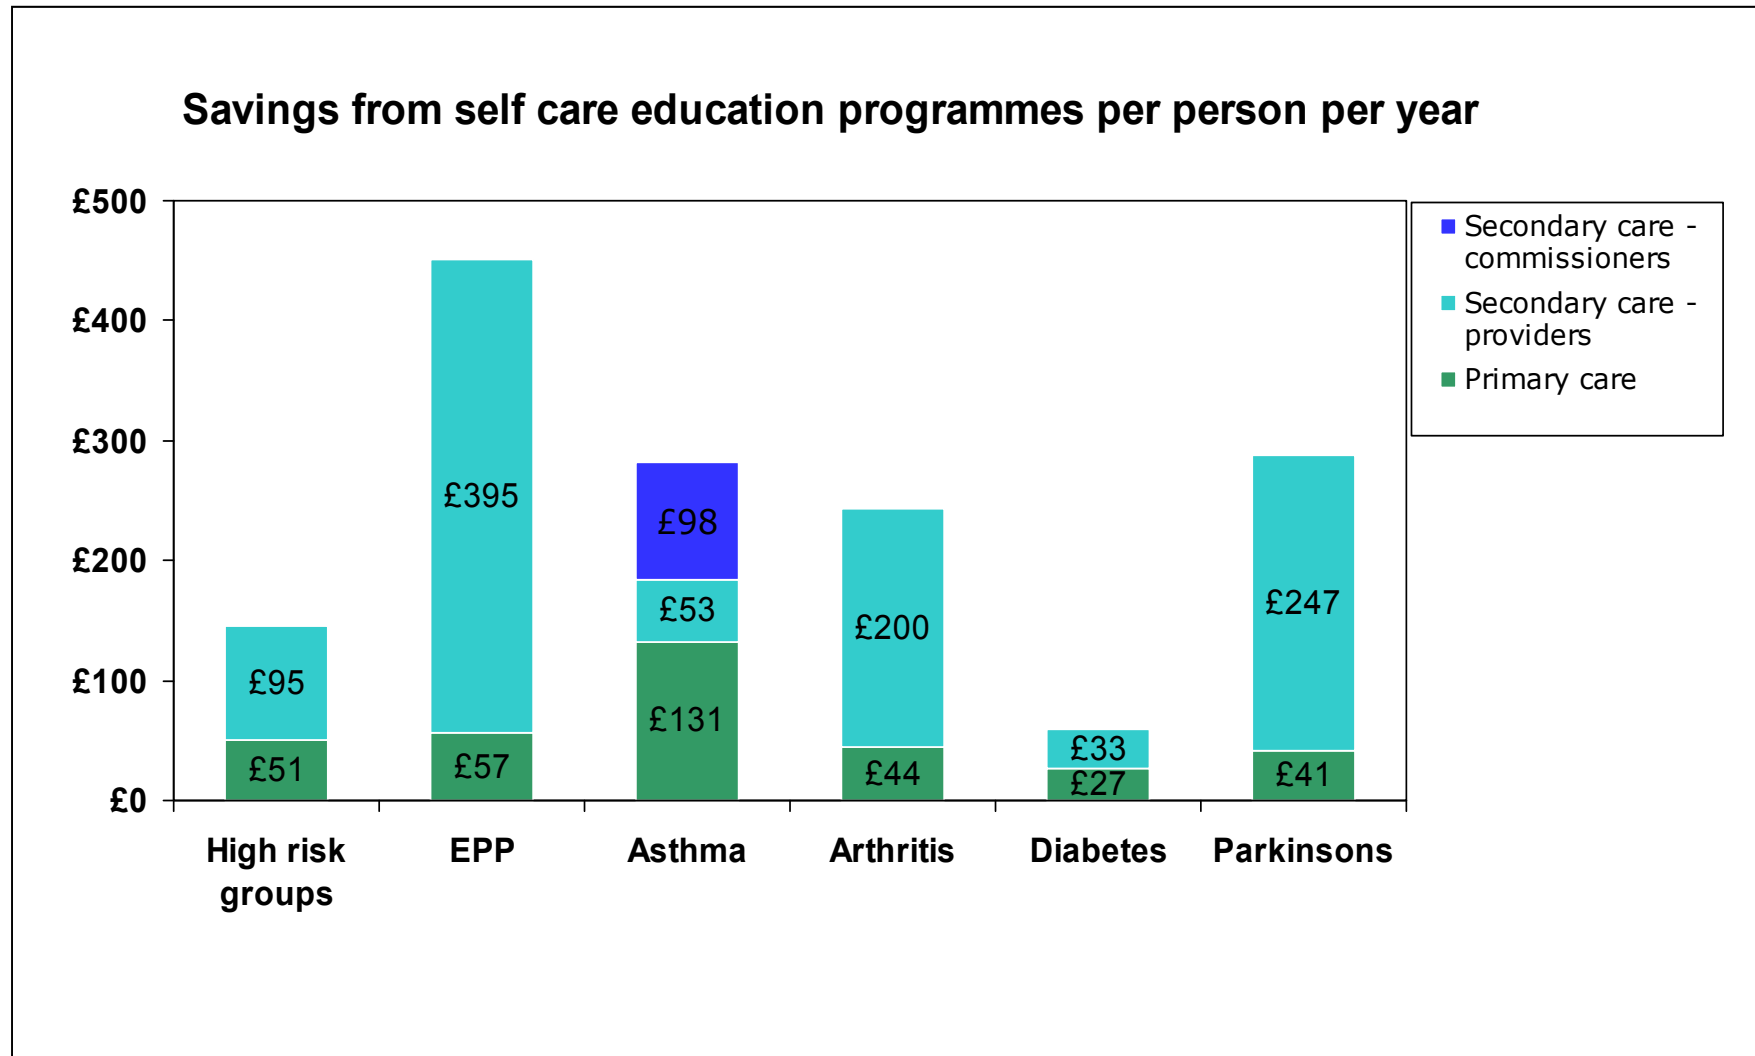 Savings from self care education programmes per person per year
£500
£400
£300
£200
£100
£0
£95
£51
£395
£57
£98
£53
£131
£200
£44
£33
£27
£247
£41
High risk
groups
EPP
Asthma
Arthritis
Diabetes
Parkinsons
Secondary care -
commissioners
Secondary care -
providers
Primary care